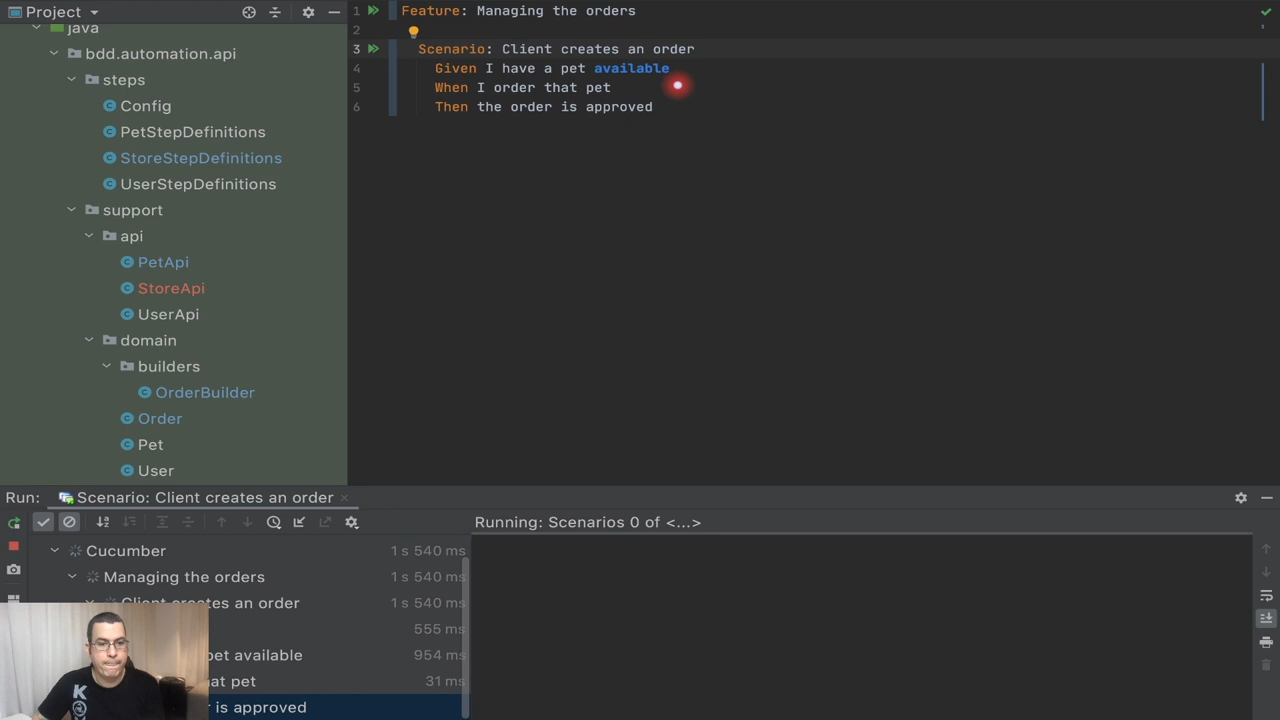 Project
java
bdd.automation.api
steps
Config
PetStepDefinitions
StoreStepDefinitions
UserStepDefinitions
support
api
PetApi
StoreApi
UserApi
domain
builders
OrderBuilder
Order
Pet
User
1 Feature: Managing the orders
2
3 Scenario: Client creates an order
4 Given I have a pet available
5 When I order that pet
6 Then the order is approved
Run: Scenario: Client creates an order
Running: Scenarios 0 of <...>
Cucumber 1 s 540 ms
Managing the orders 1 s 540 ms
Client creates an order 1 s 540 ms
555 ms
pet available 954 ms
at pet 31 ms
is approved